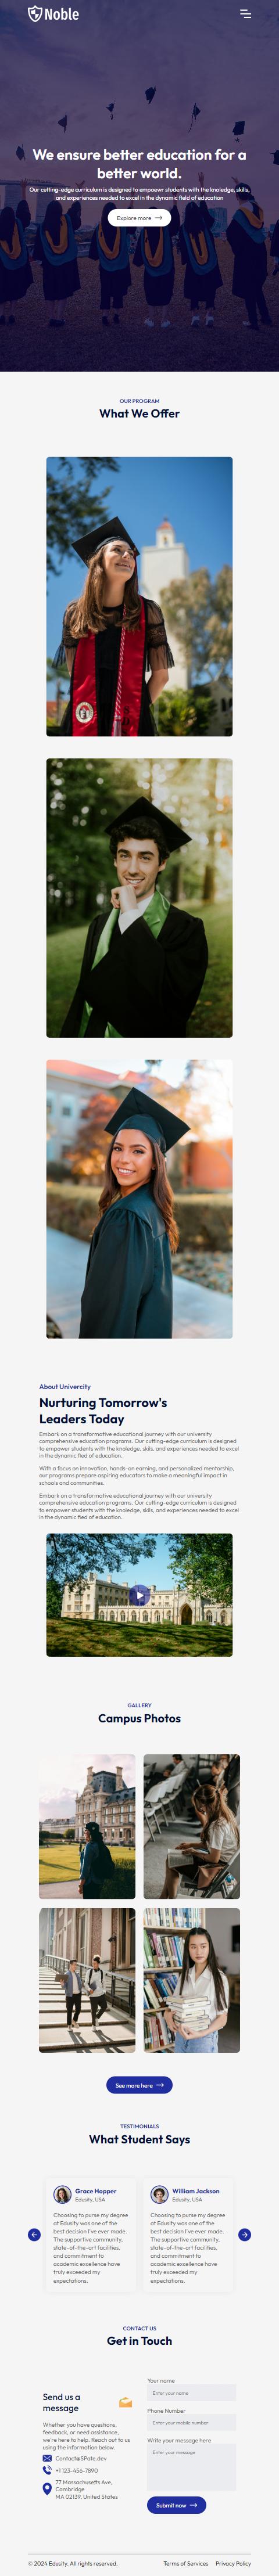 Noble
We ensure better education for a
better world.
Our cutting-edge curriculum is designed to empower students with the knoledge, skills,
and experiences needed to excel in the dynamic field of education
Explore more
OUR PROGRAM
What We Offer
About Univercity
Nurturing Tomorrow's
Leaders Today
Embark on a transformative educational journey with our university
comprehensive education programs. Our cutting-edge curriculum is designed
to empower students with the knoledge, skills, and experiences needed to excel
in the dynamic fied of education.
With a focus on innovation, hands-on earning, and personalized mentorship,
our programs prepare aspiring educators to make a meaningful impact in
schools and communities.
Embark on a transformative educational journey with our university
comprehensive education programs. Our cutting-edge curriculum is designed
to empower students with the knoledge, skills, and experiences needed to excel
in the dynamic fied of education.
GALLERY
Campus Photos
See more here
TESTIMONIALS
What Student Says
Grace Hopper
Edusity, USA
Choosing to pursue my degree
at Edusity was one of the
best decision I've ever made.
The supportive community,
state-of-the-art facilities,
and commitment to
academic excellence have
truly exceeded my
expectations.
William Jackson
Edusity, USA
Choosing to pursue my degree
at Edusity was one of the
best decision I've ever made.
The supportive community,
state-of-the-art facilities,
and commitment to
academic excellence have
truly exceeded my
expectations.
CONTACT US
Get in Touch
Send us a
message
Whether you have questions,
feedback, or need assistance,
we're here to help. Reach out to us
using the information below.
Contact@SPate.dev
+1 123-456-7890
77 Massachusetts Ave,
Cambridge
MA 02139, United States
Your name
Enter your name
Phone Number
Enter your mobile number
Write your message here
Enter your message
Submit now
© 2024 Edusity. All rights reserved.
Terms of Services
Privacy Policy